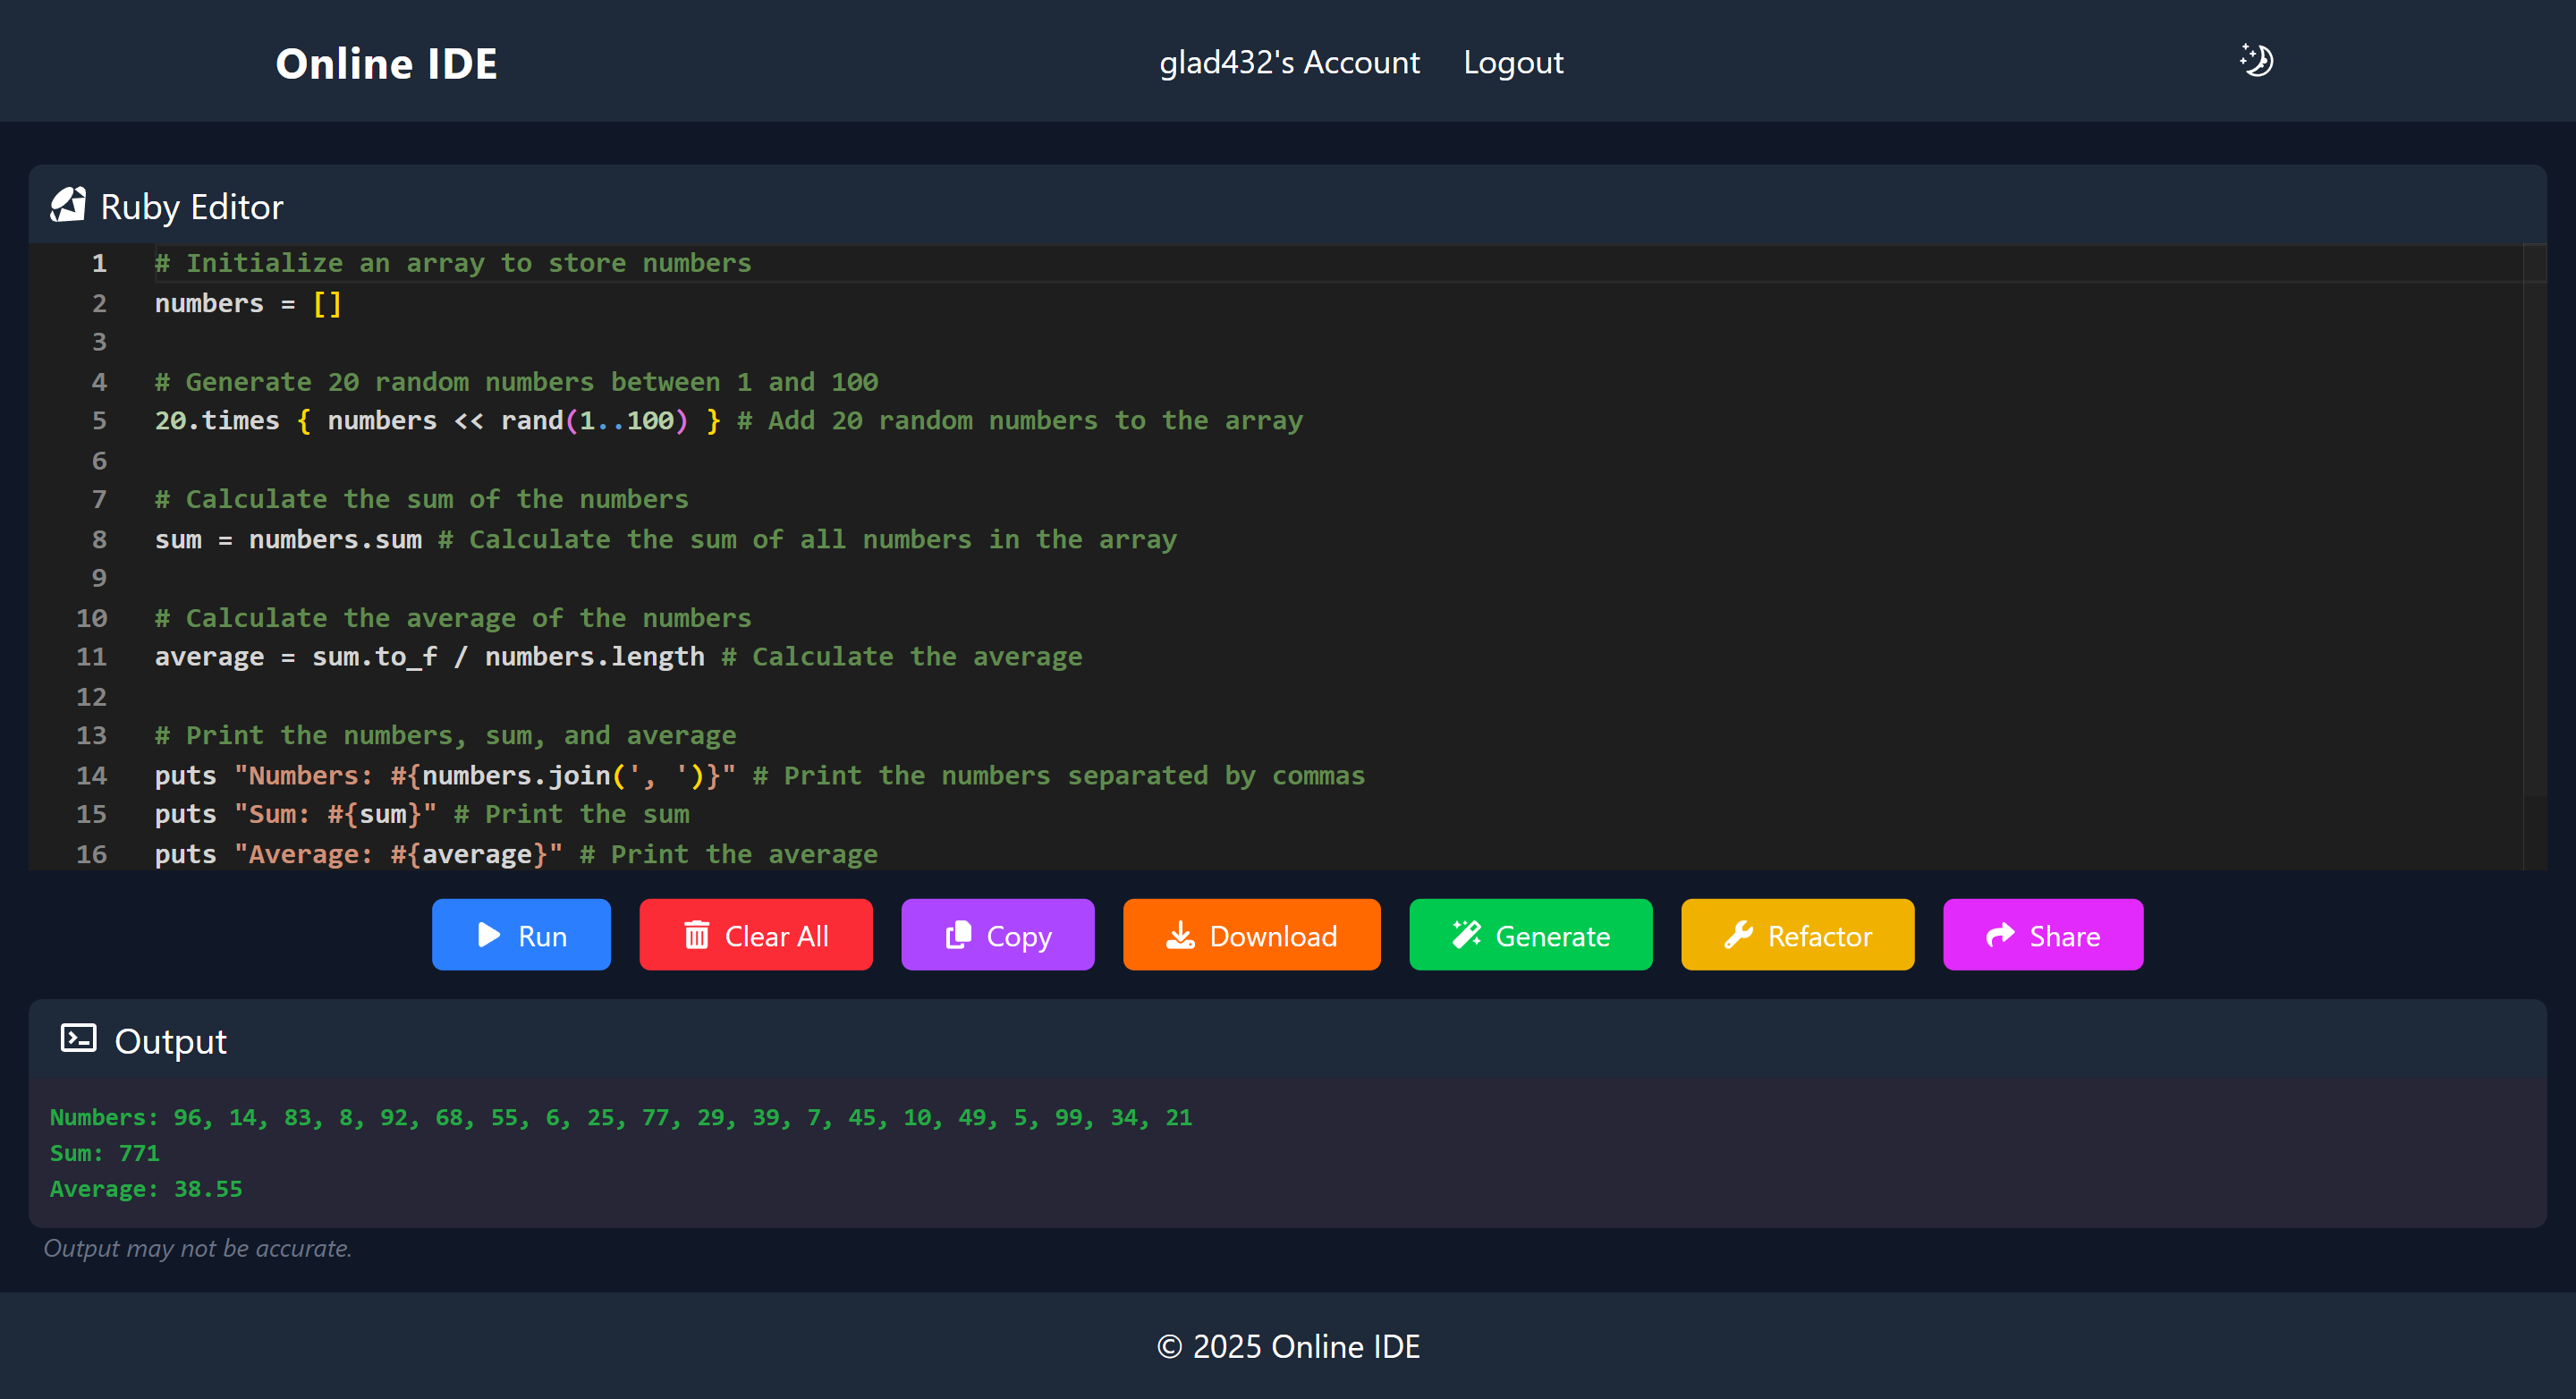 Online IDE
glad432's Account
Logout
Ruby Editor
1 # Initialize an array to store numbers
2 numbers = []
3
4 # Generate 20 random numbers between 1 and 100
5 20.times { numbers << rand(1..100) } # Add 20 random numbers to the array
6
7 # Calculate the sum of the numbers
8 sum = numbers.sum # Calculate the sum of all numbers in the array
9
10 # Calculate the average of the numbers
11 average = sum.to_f / numbers.length # Calculate the average
12
13 # Print the numbers, sum, and average
14 puts "Numbers: #{numbers.join(', ')}" # Print the numbers separated by commas
15 puts "Sum: #{sum}" # Print the sum
16 puts "Average: #{average}" # Print the average
Run
Clear All
Copy
Download
Generate
Refactor
Share
Output
Numbers: 96, 14, 83, 8, 92, 68, 55, 6, 25, 77, 29, 39, 7, 45, 10, 49, 5, 99, 34, 21
Sum: 771
Average: 38.55
Output may not be accurate.
© 2025 Online IDE